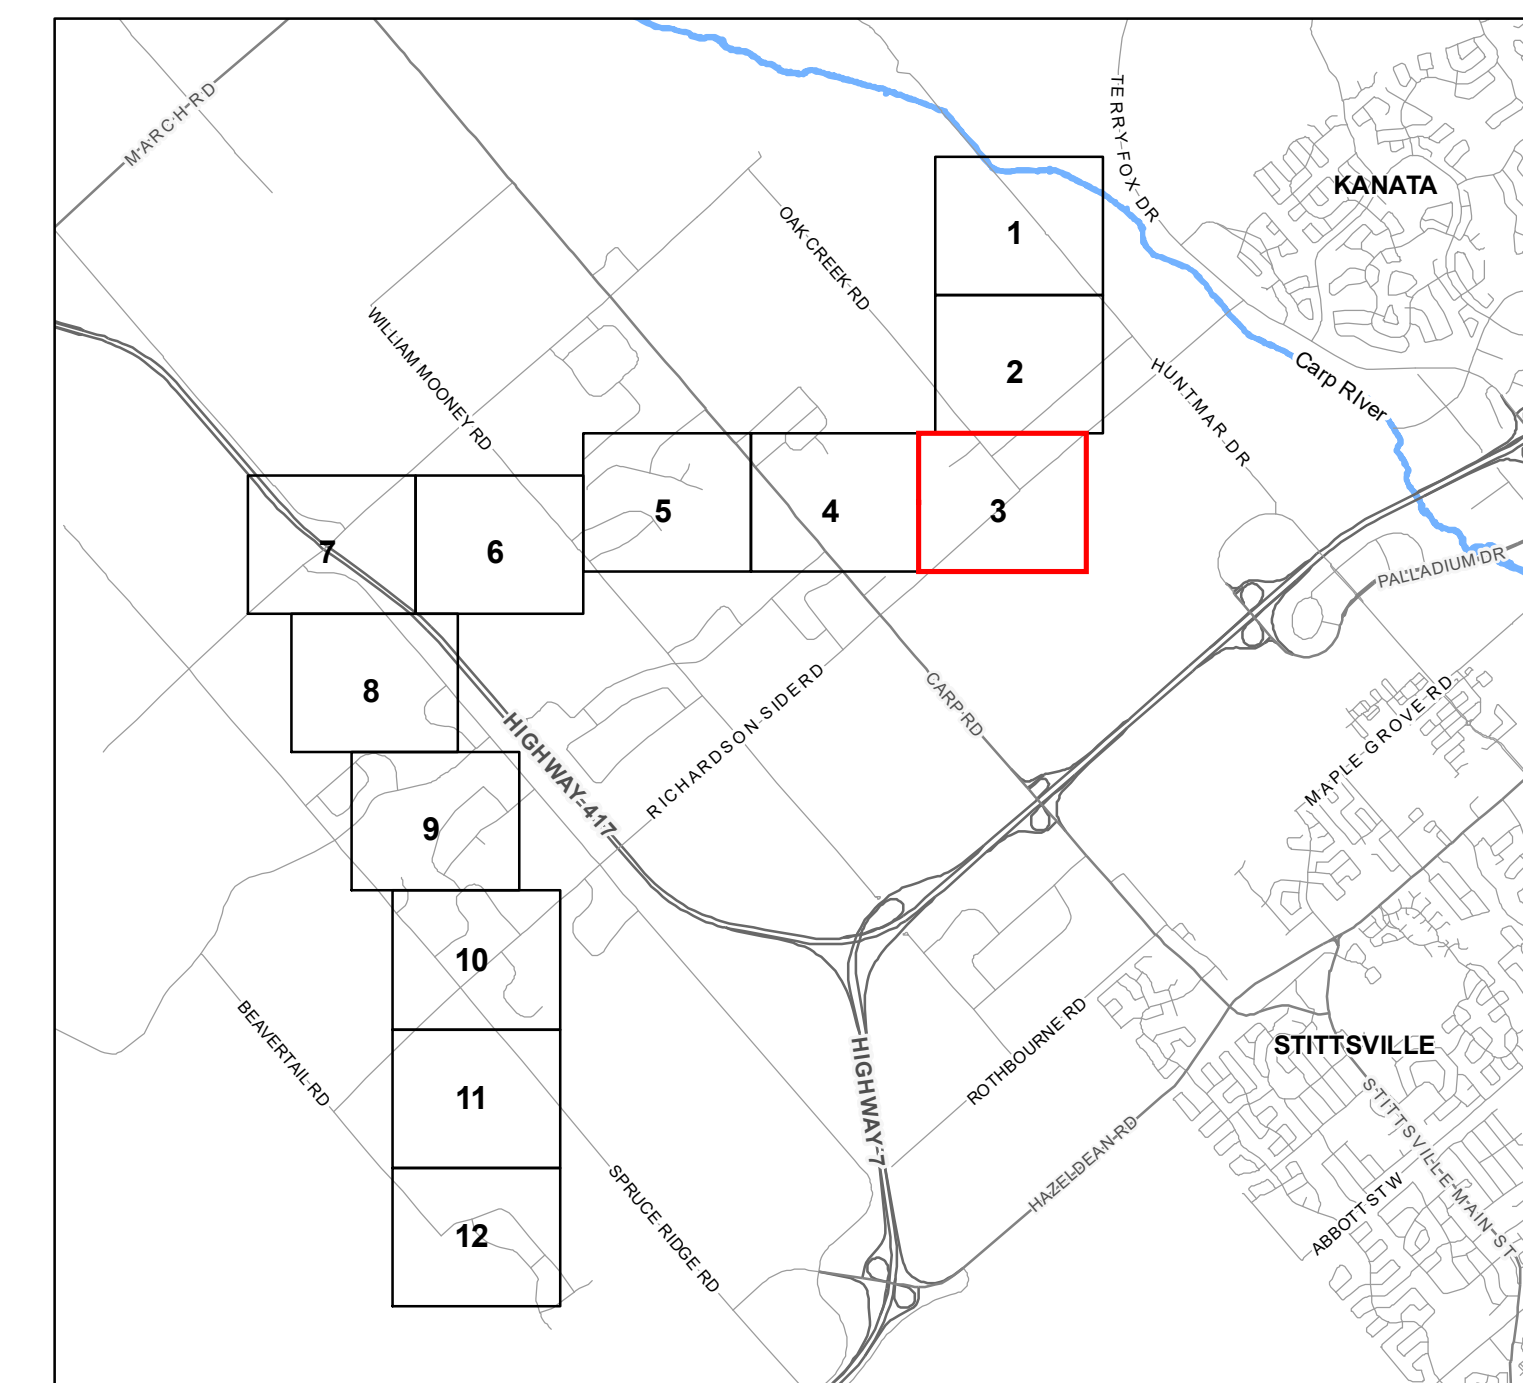 MARCH RD
TERRY FOX DR
KANATA
OAK CREEK RD
1
WILLIAM MOONEY RD
2
HUNTMAR DR
Carp RIver
5
4
3
7
6
PALLADIUM DR
8
RICHARDSON SIDE RD
CARP RD
HIGHWAY 417
MAPLE GROVE RD
9
10
BEAVERTAIL RD
ROTHBOURNE RD
STITTSVILLE
HIGHWAY 7
11
STITTSVILLE MAIN ST
HAZELDEAN RD
SPRUCE RIDGE RD
ABBOTT ST W
12